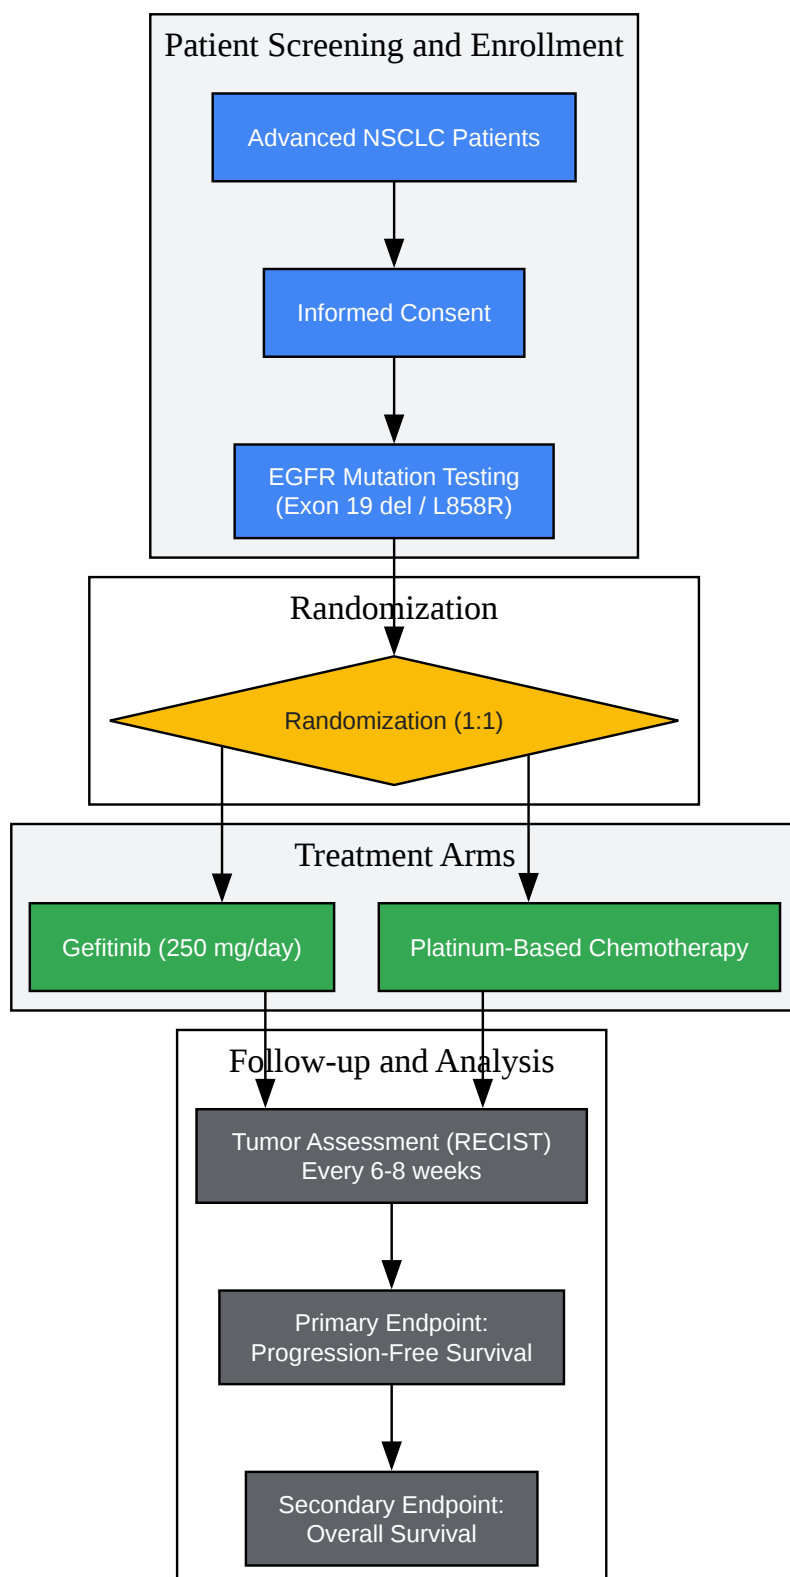 Patient Screening and Enrollment
Advanced NSCLC Patients
Informed Consent
EGFR Mutation Testing
(Exon 19 del / L858R)
Randomization
Randomization (1:1)
Treatment Arms
Gefitinib (250 mg/day)
Platinum-Based Chemotherapy
Follow-up and Analysis
Tumor Assessment (RECIST)
Every 6-8 weeks
Primary Endpoint:
Progression-Free Survival
Secondary Endpoint:
Overall Survival